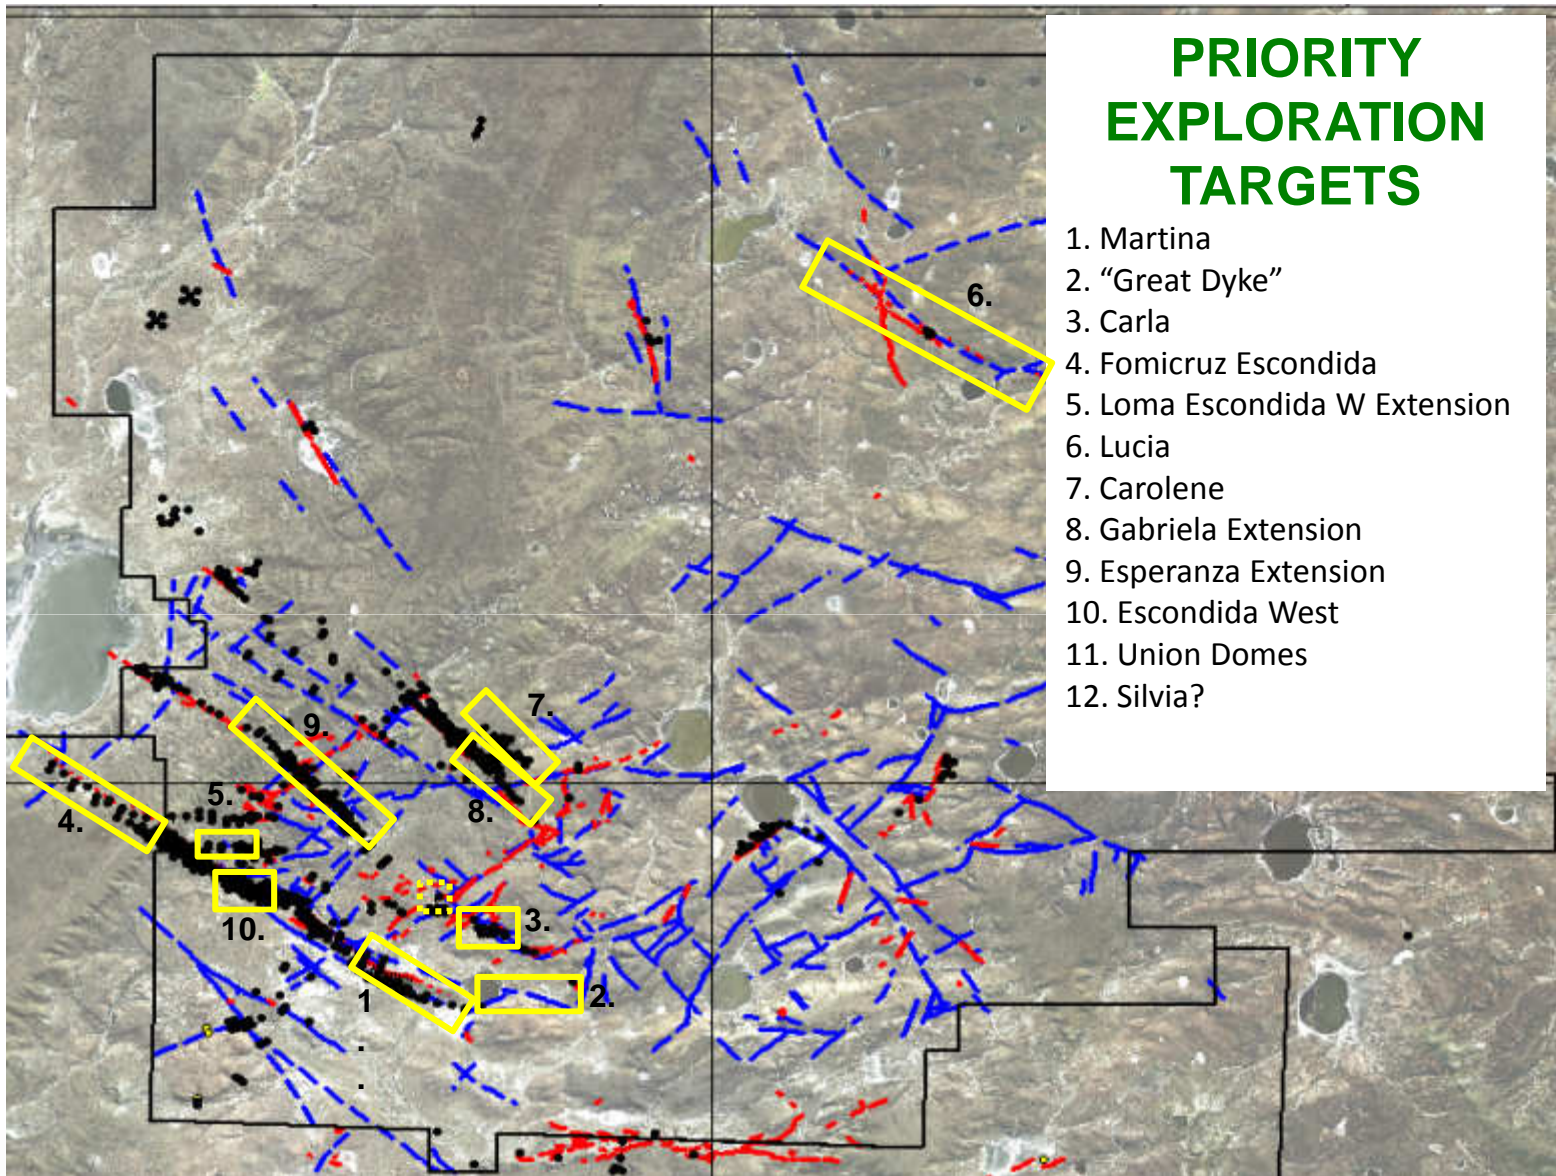 PRIORITY
EXPLORATION
TARGETS
1. Martina
2. “Great Dyke”
3. Carla
4. Fomicruz Escondida
5. Loma Escondida W Extension
6. Lucia
7. Carolene
8. Gabriela Extension
9. Esperanza Extension
10. Escondida West
11. Union Domes
12. Silvia?
6.
7.
9.
8.
5.
4.
10.
3.
2.
1
.
.